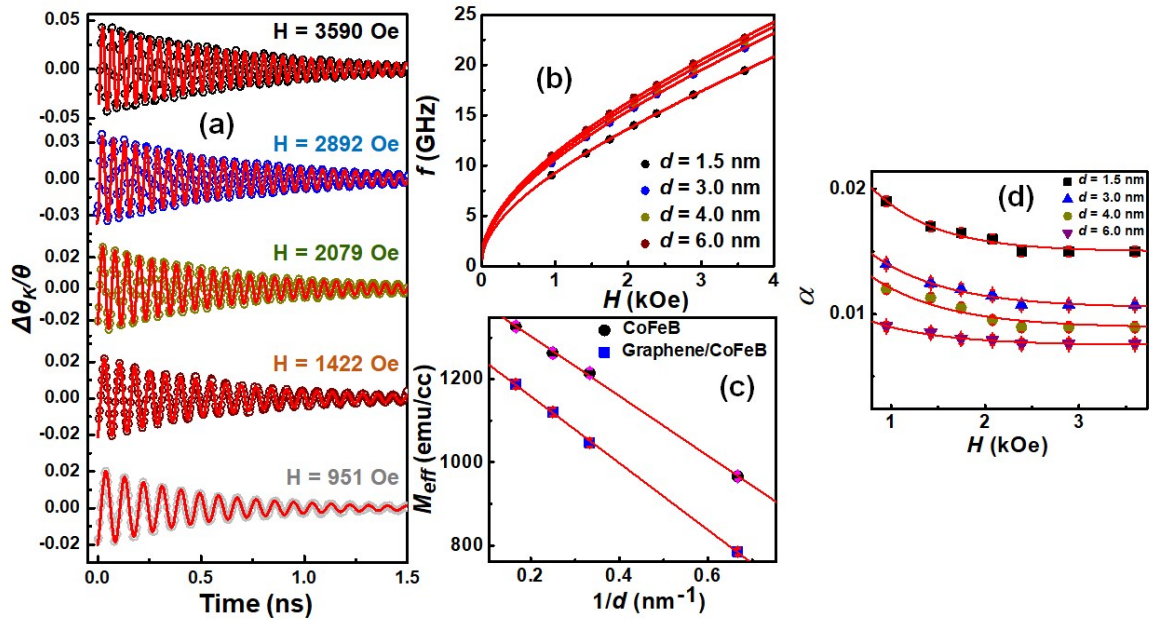 0.05
0.00
-0.05
0.03
0.00
-0.03
0.02
0.00
-0.02
0.02
0.00
-0.02
0.02
0.00
-0.02
Δθ_K/θ
H = 3590 Oe
(a)
H = 2892 Oe
H = 2079 Oe
H = 1422 Oe
H = 951 Oe
0.0 0.5 1.0 1.5
Time (ns)
25
20
15
10
5
0
f (GHz)
(b)
d = 1.5 nm
d = 3.0 nm
d = 4.0 nm
d = 6.0 nm
0 1 2 3 4
H (kOe)
1200
1000
800
M_eff (emu/cc)
CoFeB
Graphene/CoFeB
(c)
0.2 0.4 0.6
1/d (nm⁻¹)
0.02
0.01
α
d = 1.5 nm
d = 3.0 nm
d = 4.0 nm
d = 6.0 nm
(d)
1 2 3
H (kOe)